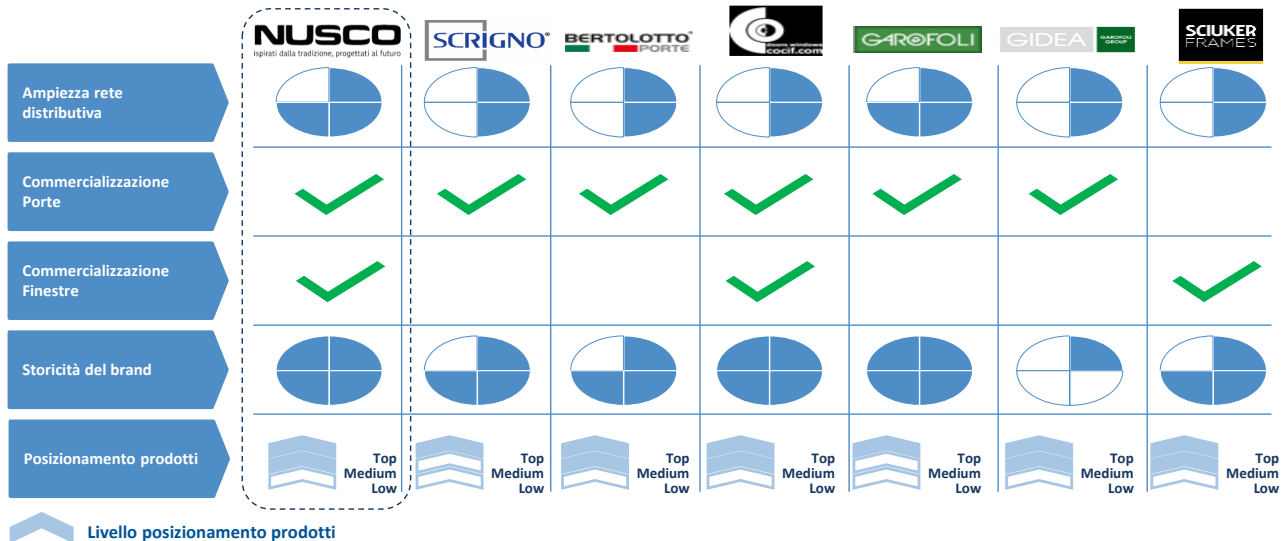 NUSCO
ispirati dalla tradizione, progettati al futuro
SCRIGNO®
BERTOLOTTO®
PORTE
doors windows
cocif.com
GAROFOLI
GIDEA
GAROFOLI
GROUP
SCIUKER
FRAMES
Ampiezza rete
distributiva
Commercializzazione
Porte
Commercializzazione
Finestre
Storicità del brand
Posizionamento prodotti
Top
Medium
Low
Top
Medium
Low
Top
Medium
Low
Top
Medium
Low
Top
Medium
Low
Top
Medium
Low
Top
Medium
Low
Livello posizionamento prodotti